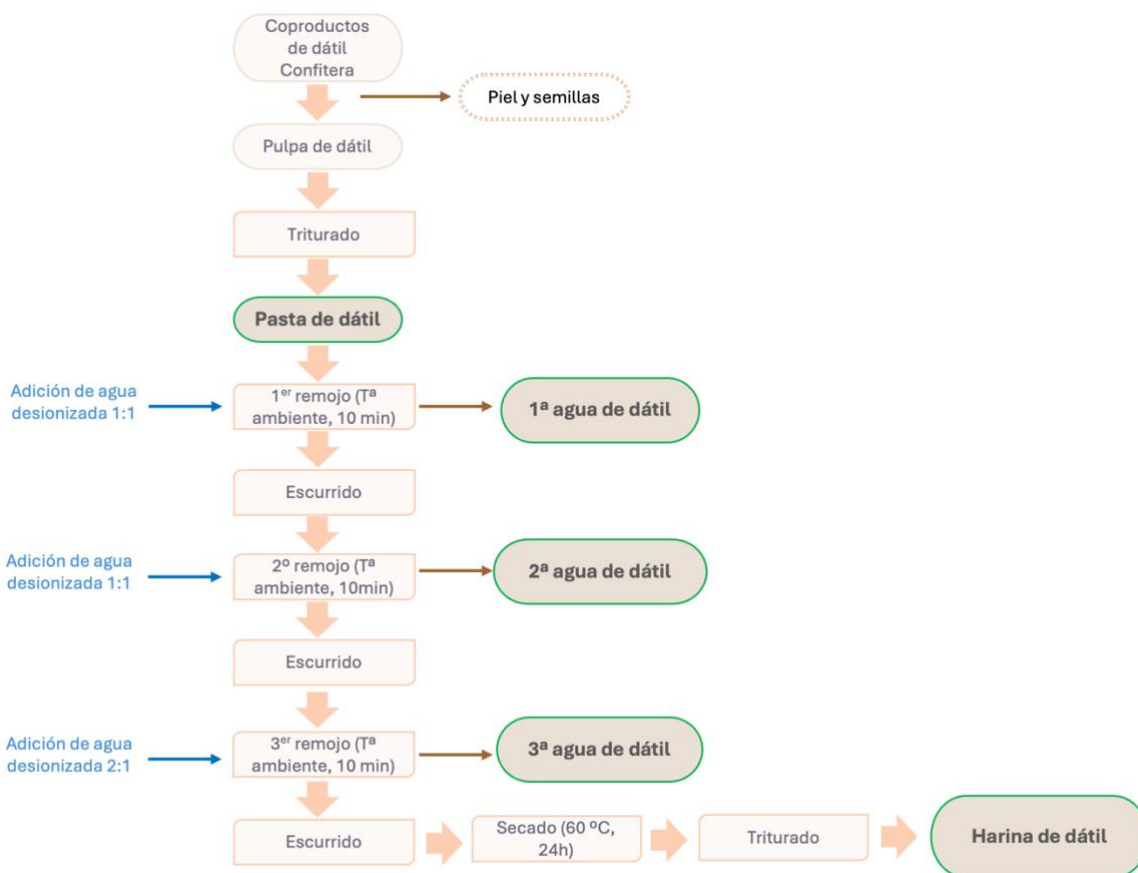 Coproductos
de dátil
Confitera
Piel y semillas
Pulpa de dátil
Triturado
Pasta de dátil
Adición de agua
desionizada 1:1
1er remojo (Tª
ambiente, 10 min)
1ª agua de dátil
Escurrido
Adición de agua
desionizada 1:1
2º remojo (Tª
ambiente, 10min)
2ª agua de dátil
Escurrido
Adición de agua
desionizada 2:1
3er remojo (Tª
ambiente, 10 min)
3ª agua de dátil
Escurrido
Secado (60 ºC,
24h)
Triturado
Harina de dátil